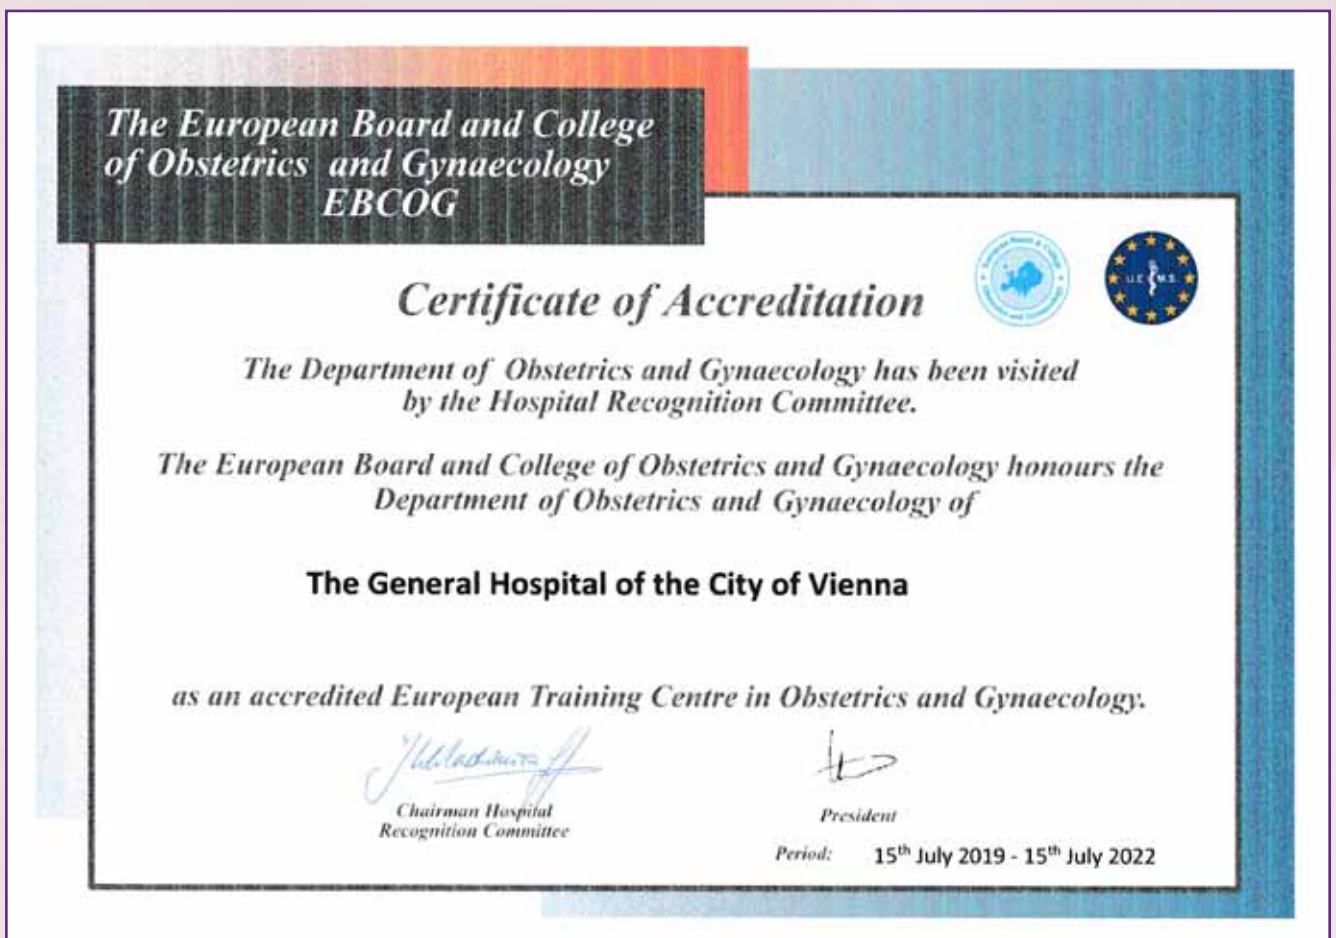 The European Board and College
of Obstetrics and Gynaecology
EBCOG
Certificate of Accreditation
U.E M.S.
The Department of Obstetrics and Gynaecology has been visited
by the Hospital Recognition Committee.
The European Board and College of Obstetrics and Gynaecology honours the
Department of Obstetrics and Gynaecology of
The General Hospital of the City of Vienna
as an accredited European Training Centre in Obstetrics and Gynaecology.
Chairman Hospital
Recognition Committee
President
Period: 15th July 2019 - 15th July 2022